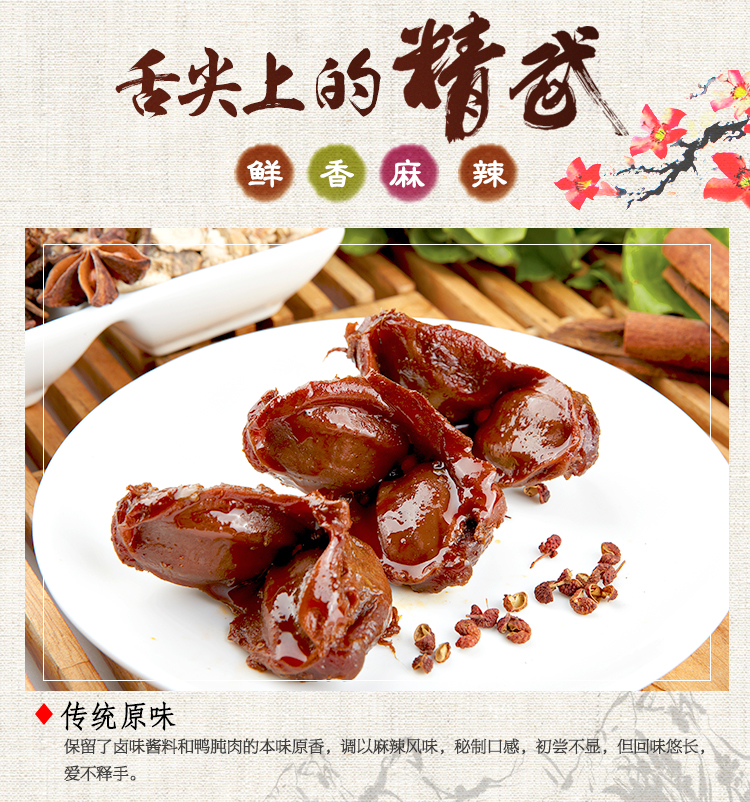 舌尖上的精武
鲜香麻辣
传统原味
保留了卤味酱料和鸭肫肉的本味原香，调以麻辣风味，秘制口感，初尝不显，但回味悠长，
爱不释手。